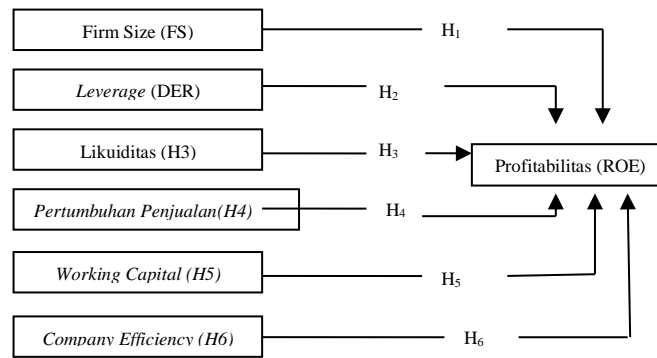 Firm Size (FS) H₁
Leverage (DER) H₂
Likuiditas (H3) H₃
Profitabilitas (ROE)
Pertumbuhan Penjualan(H4) H₄
Working Capital (H5) H₅
Company Efficiency (H6) H₆